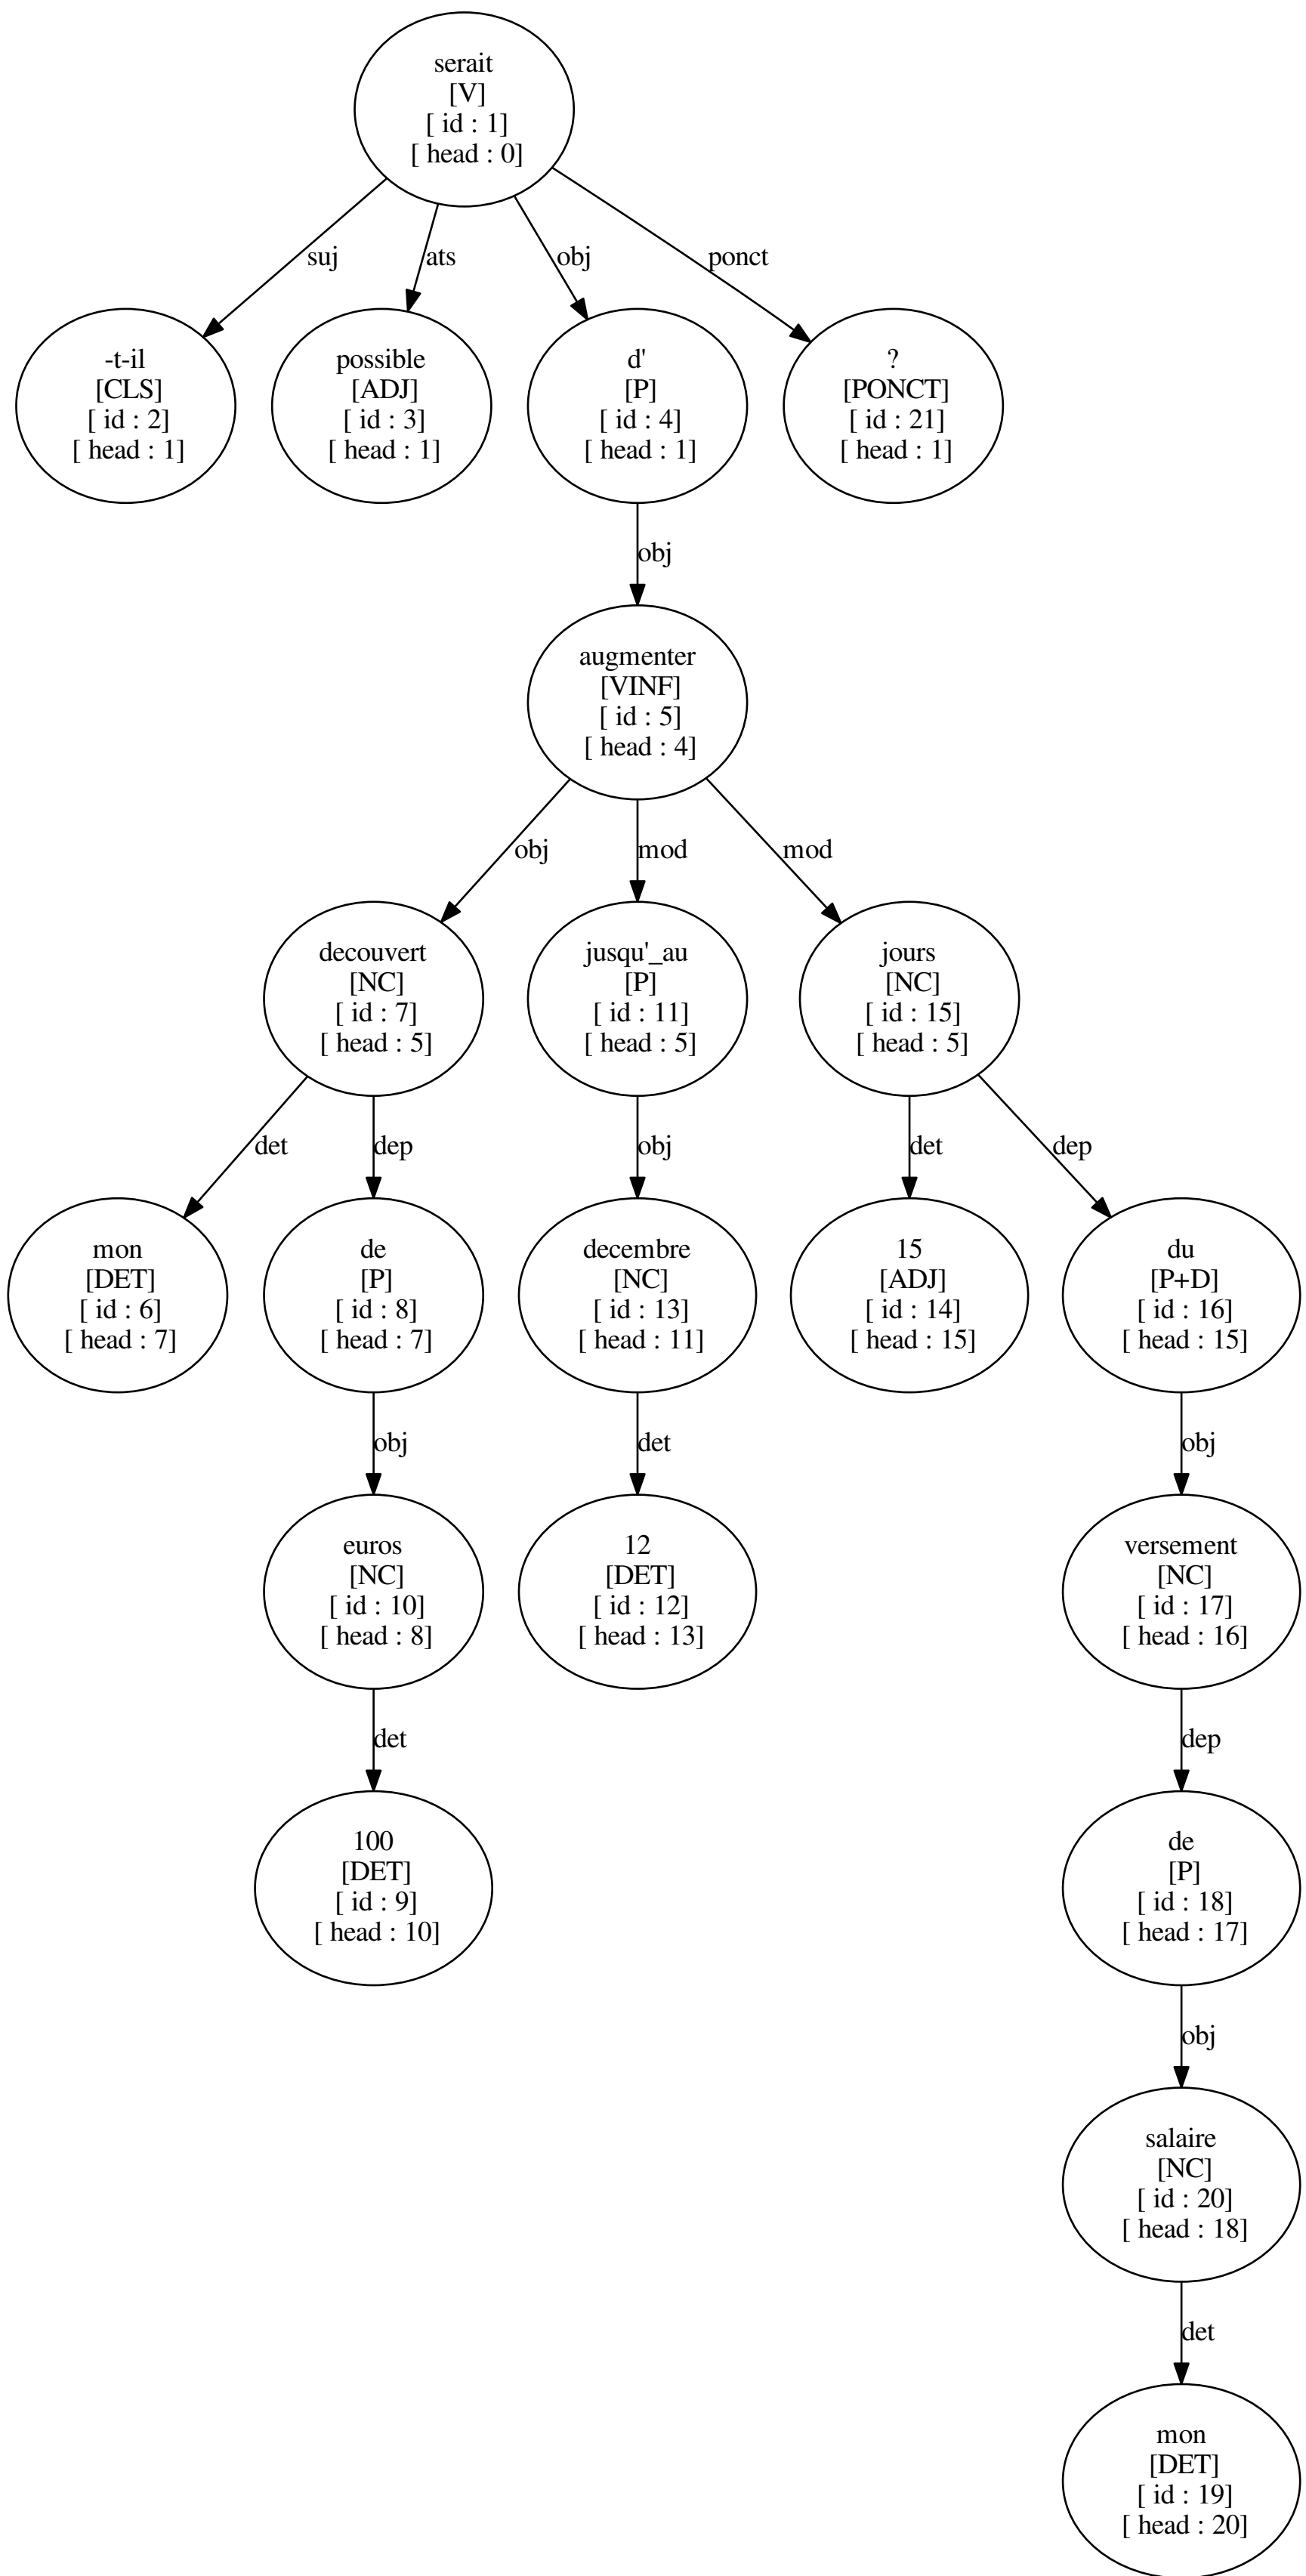 serait
[V]
[ id : 1]
[ head : 0]
suj
ats
obj
ponct
-t-il
[CLS]
[ id : 2]
[ head : 1]
possible
[ADJ]
[ id : 3]
[ head : 1]
d'
[P]
[ id : 4]
[ head : 1]
?
[PONCT]
[ id : 21]
[ head : 1]
obj
augmenter
[VINF]
[ id : 5]
[ head : 4]
obj
mod
mod
decouvert
[NC]
[ id : 7]
[ head : 5]
jusqu'_au
[P]
[ id : 11]
[ head : 5]
jours
[NC]
[ id : 15]
[ head : 5]
det
dep
obj
det
dep
mon
[DET]
[ id : 6]
[ head : 7]
de
[P]
[ id : 8]
[ head : 7]
decembre
[NC]
[ id : 13]
[ head : 11]
15
[ADJ]
[ id : 14]
[ head : 15]
du
[P+D]
[ id : 16]
[ head : 15]
obj
det
obj
euros
[NC]
[ id : 10]
[ head : 8]
12
[DET]
[ id : 12]
[ head : 13]
versement
[NC]
[ id : 17]
[ head : 16]
det
dep
100
[DET]
[ id : 9]
[ head : 10]
de
[P]
[ id : 18]
[ head : 17]
obj
salaire
[NC]
[ id : 20]
[ head : 18]
det
mon
[DET]
[ id : 19]
[ head : 20]